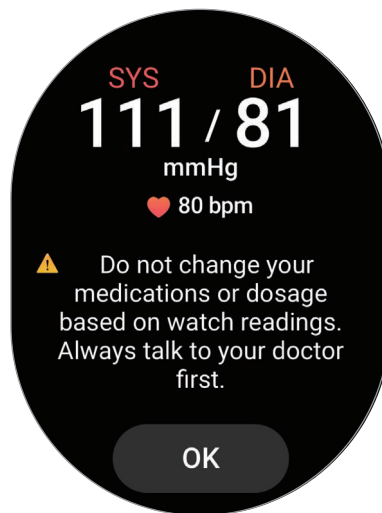 SYS DIA
111 / 81
mmHg
80 bpm
Do not change your
medications or dosage
based on watch readings.
Always talk to your doctor
first.
OK